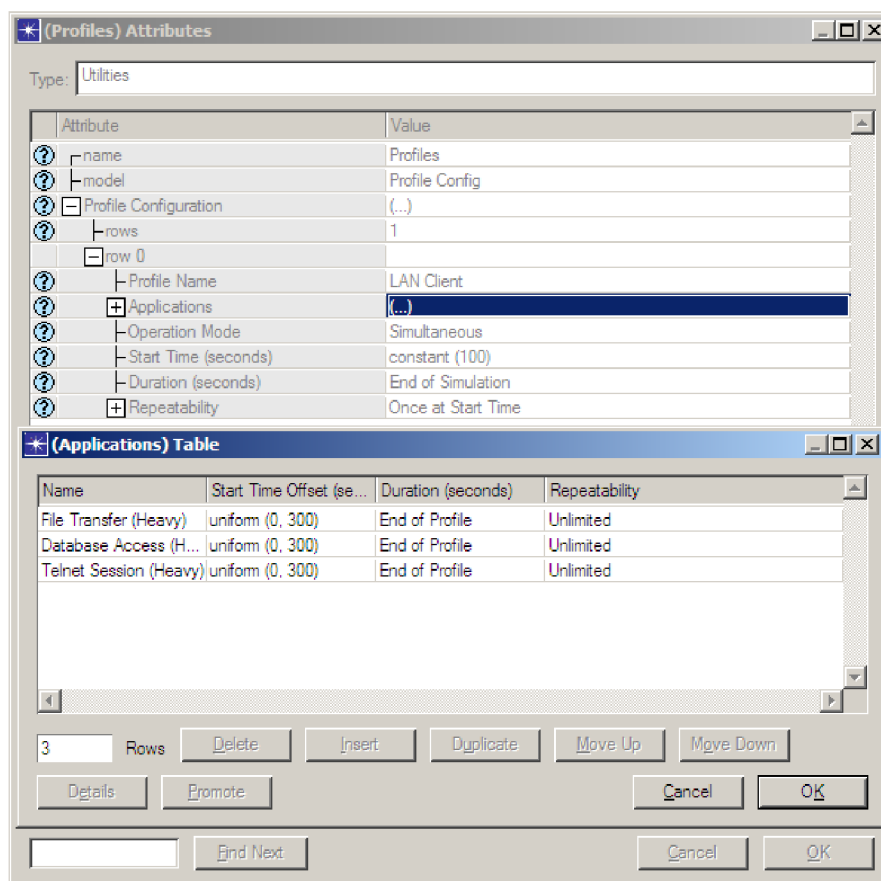 (Profiles) Attributes
Type: Utilities
Attribute Value
name Profiles
model Profile Config
Profile Configuration (...)
rows 1
row 0
Profile Name LAN Client
Applications (...)
Operation Mode Simultaneous
Start Time (seconds) constant (100)
Duration (seconds) End of Simulation
Repeatability Once at Start Time
(Applications) Table
Name Start Time Offset (se... Duration (seconds) Repeatability
File Transfer (Heavy) uniform (0, 300) End of Profile Unlimited
Database Access (H... uniform (0, 300) End of Profile Unlimited
Telnet Session (Heavy) uniform (0, 300) End of Profile Unlimited
3 Rows Delete Insert Duplicate Move Up Move Down
Details Promote Cancel OK
Find Next Cancel OK